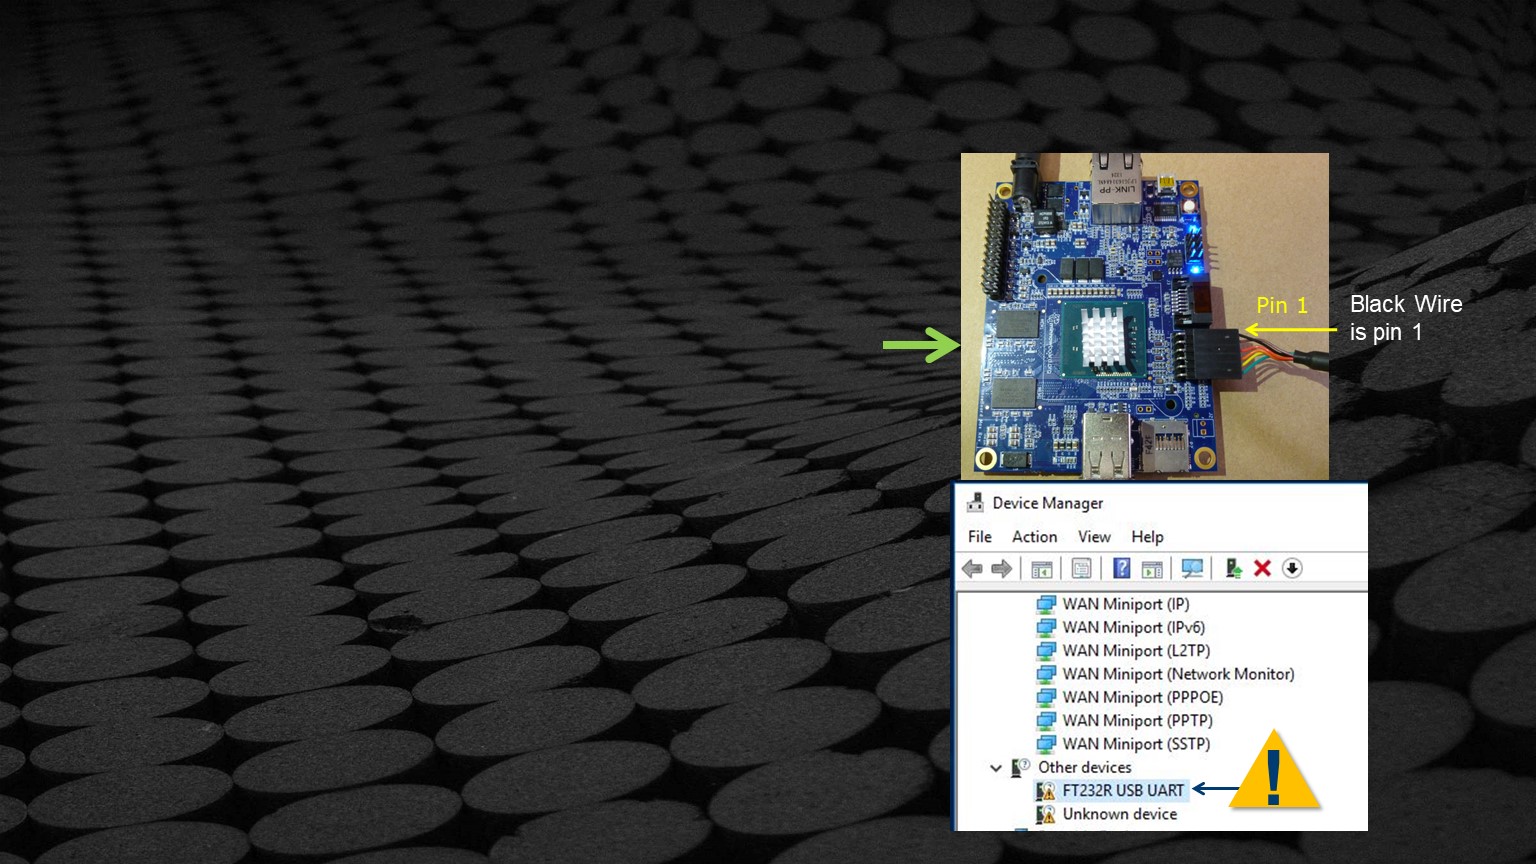 LINK-PP
Pin 1
Black Wire
is pin 1
Device Manager
File Action View Help
WAN Miniport (IP)
WAN Miniport (IPv6)
WAN Miniport (L2TP)
WAN Miniport (Network Monitor)
WAN Miniport (PPPOE)
WAN Miniport (PPTP)
WAN Miniport (SSTP)
Other devices
FT232R USB UART
Unknown device